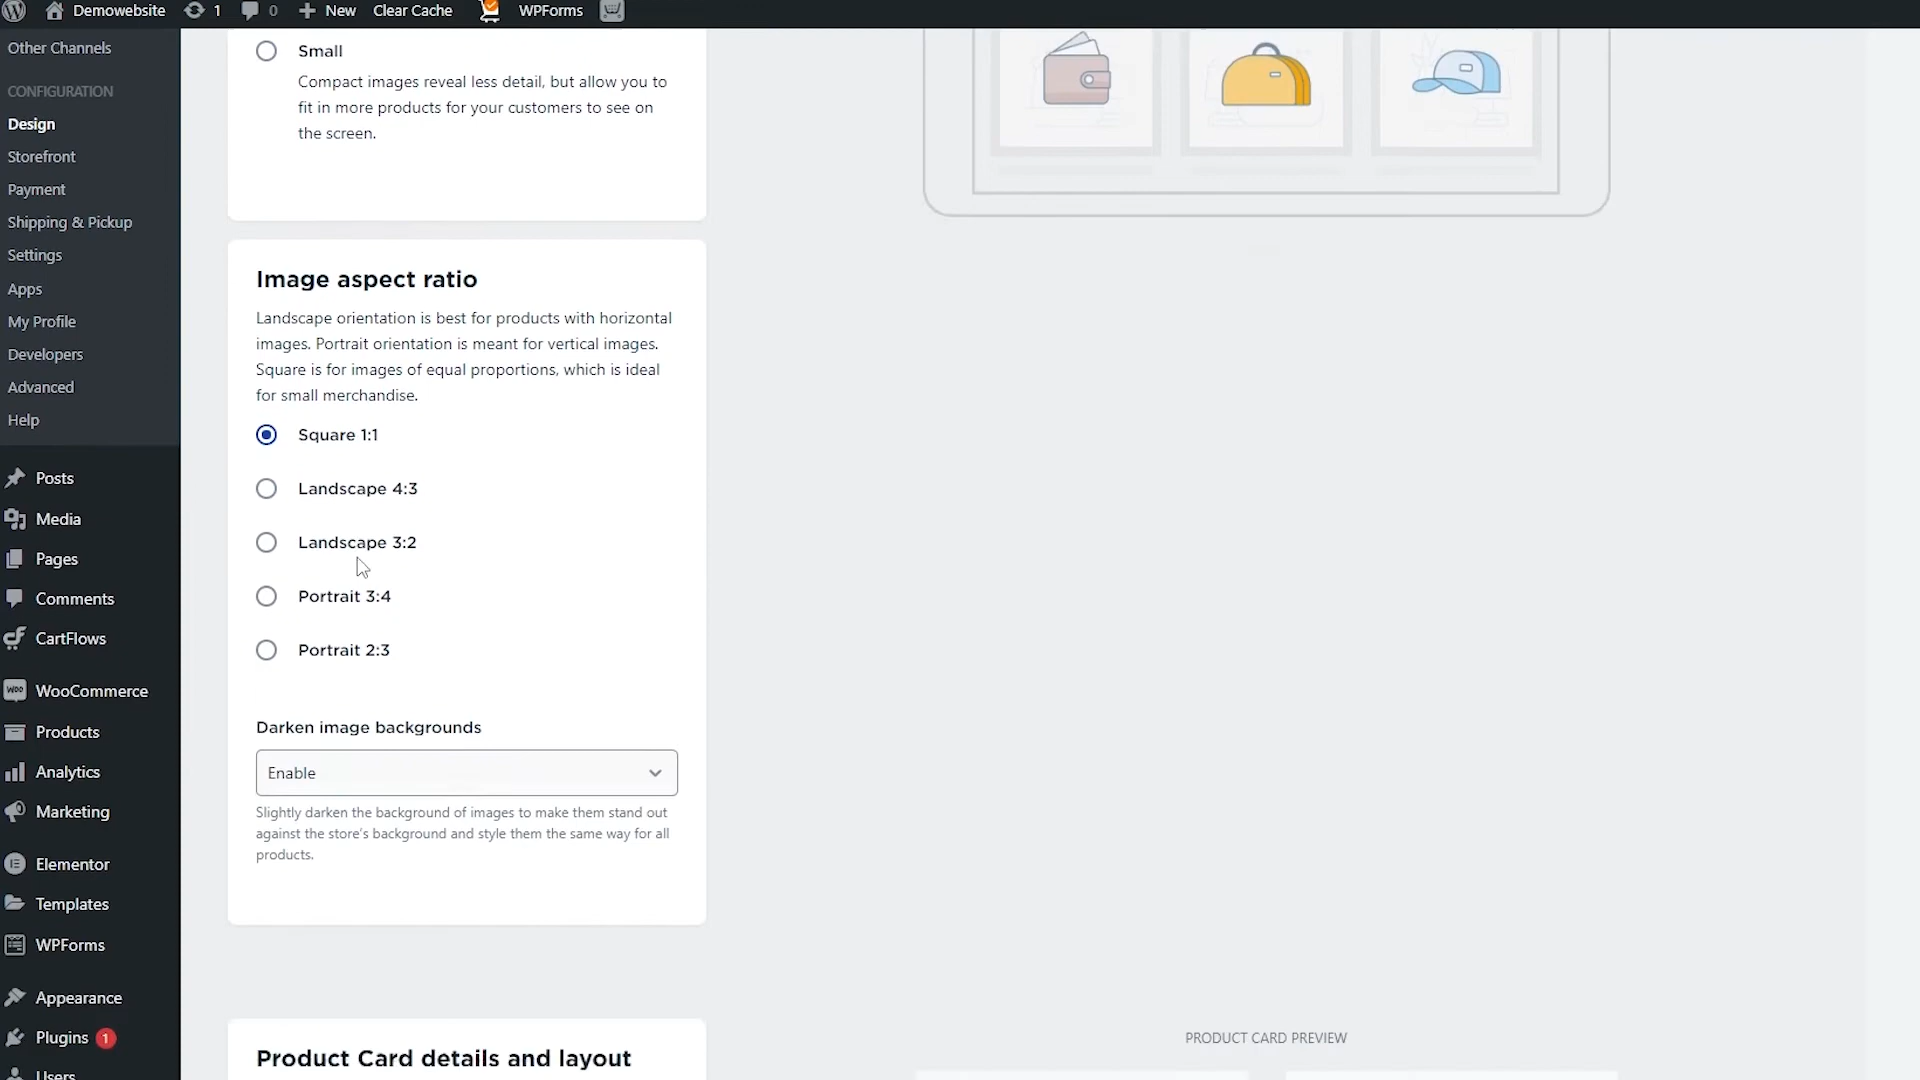 Demowebsite 1 0 New Clear Cache WPForms
Other Channels
CONFIGURATION
Design
Storefront
Payment
Shipping & Pickup
Settings
Apps
My Profile
Developers
Advanced
Help
Posts
Media
Pages
Comments
CartFlows
WooCommerce
Products
Analytics
Marketing
Elementor
Templates
WPForms
Appearance
Plugins 1
Users
Small
Compact images reveal less detail, but allow you to
fit in more products for your customers to see on
the screen.
Image aspect ratio
Landscape orientation is best for products with horizontal
images. Portrait orientation is meant for vertical images.
Square is for images of equal proportions, which is ideal
for small merchandise.
Square 1:1
Landscape 4:3
Landscape 3:2
Portrait 3:4
Portrait 2:3
Darken image backgrounds
Enable
Slightly darken the background of images to make them stand out
against the store's background and style them the same way for all
products.
Product Card details and layout
PRODUCT CARD PREVIEW